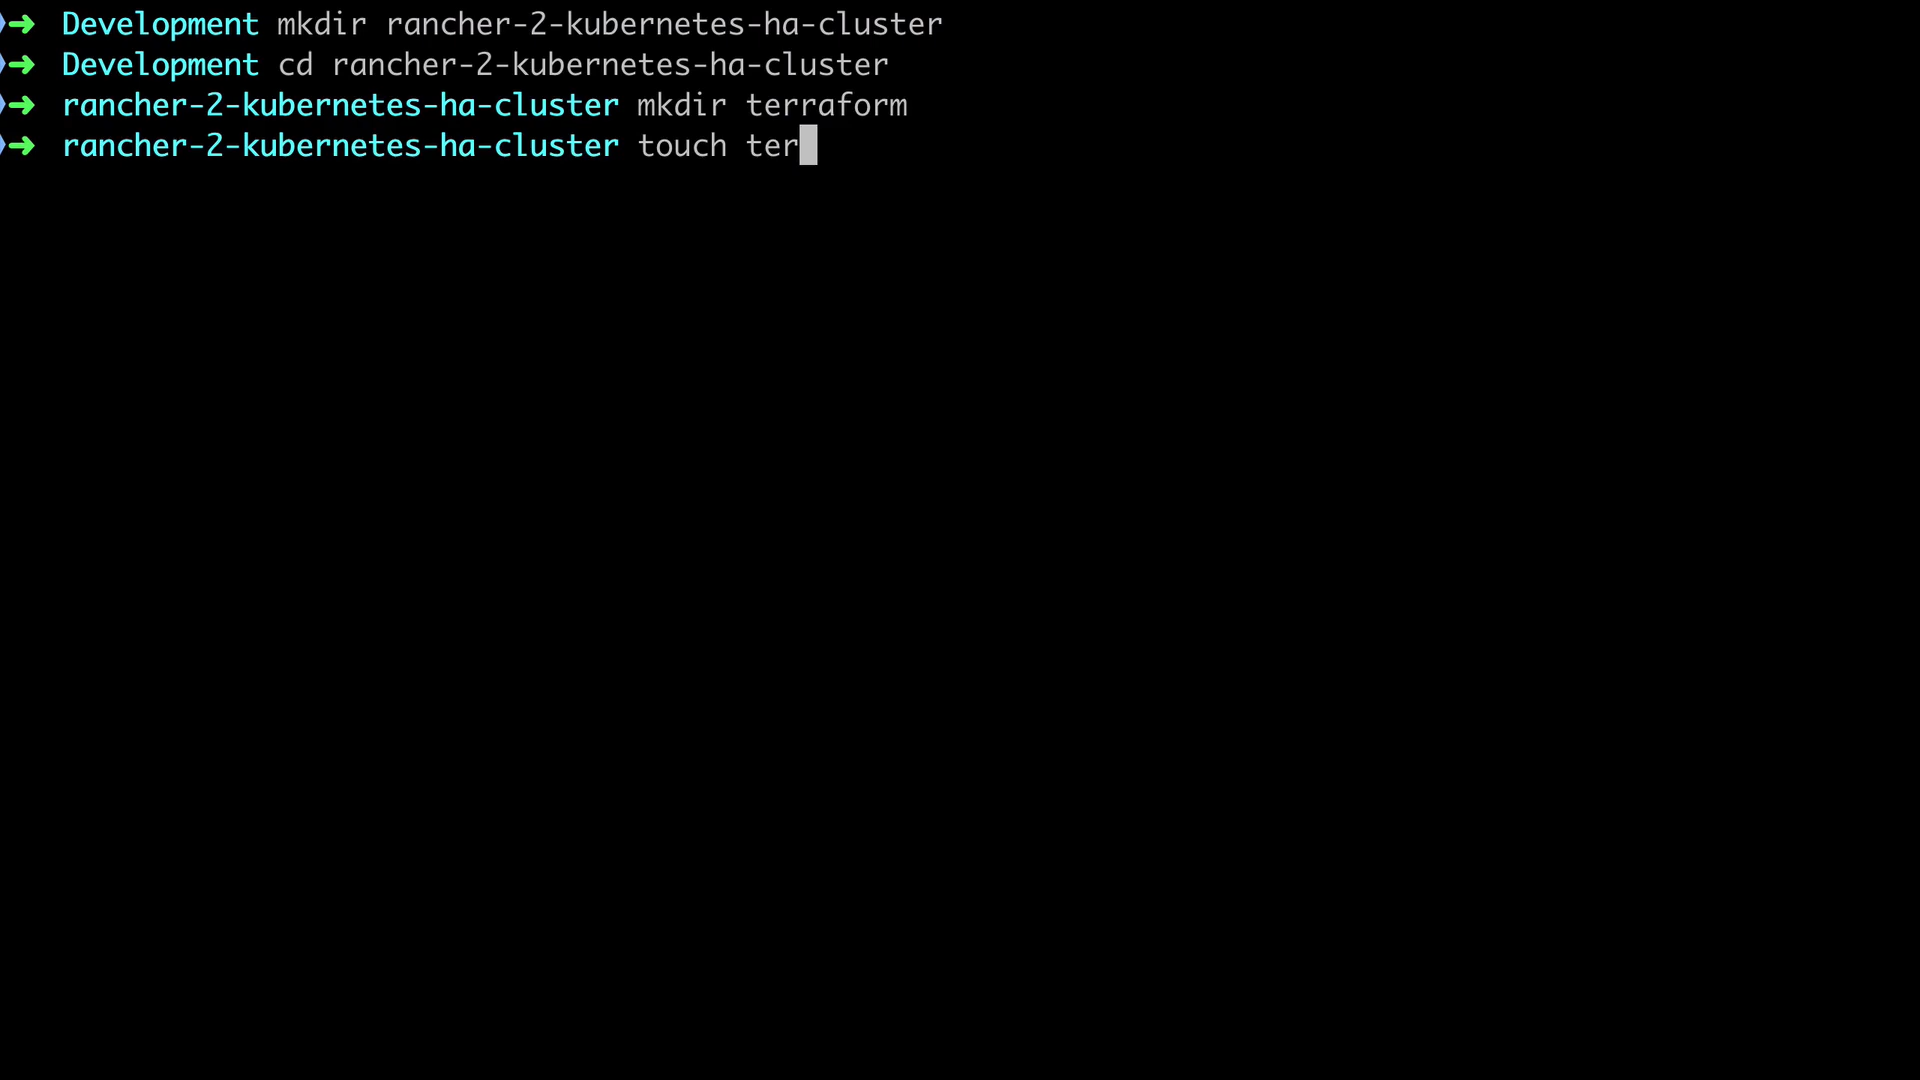 ➜ Development mkdir rancher-2-kubernetes-ha-cluster
➜ Development cd rancher-2-kubernetes-ha-cluster
➜ rancher-2-kubernetes-ha-cluster mkdir terraform
➜ rancher-2-kubernetes-ha-cluster touch ter